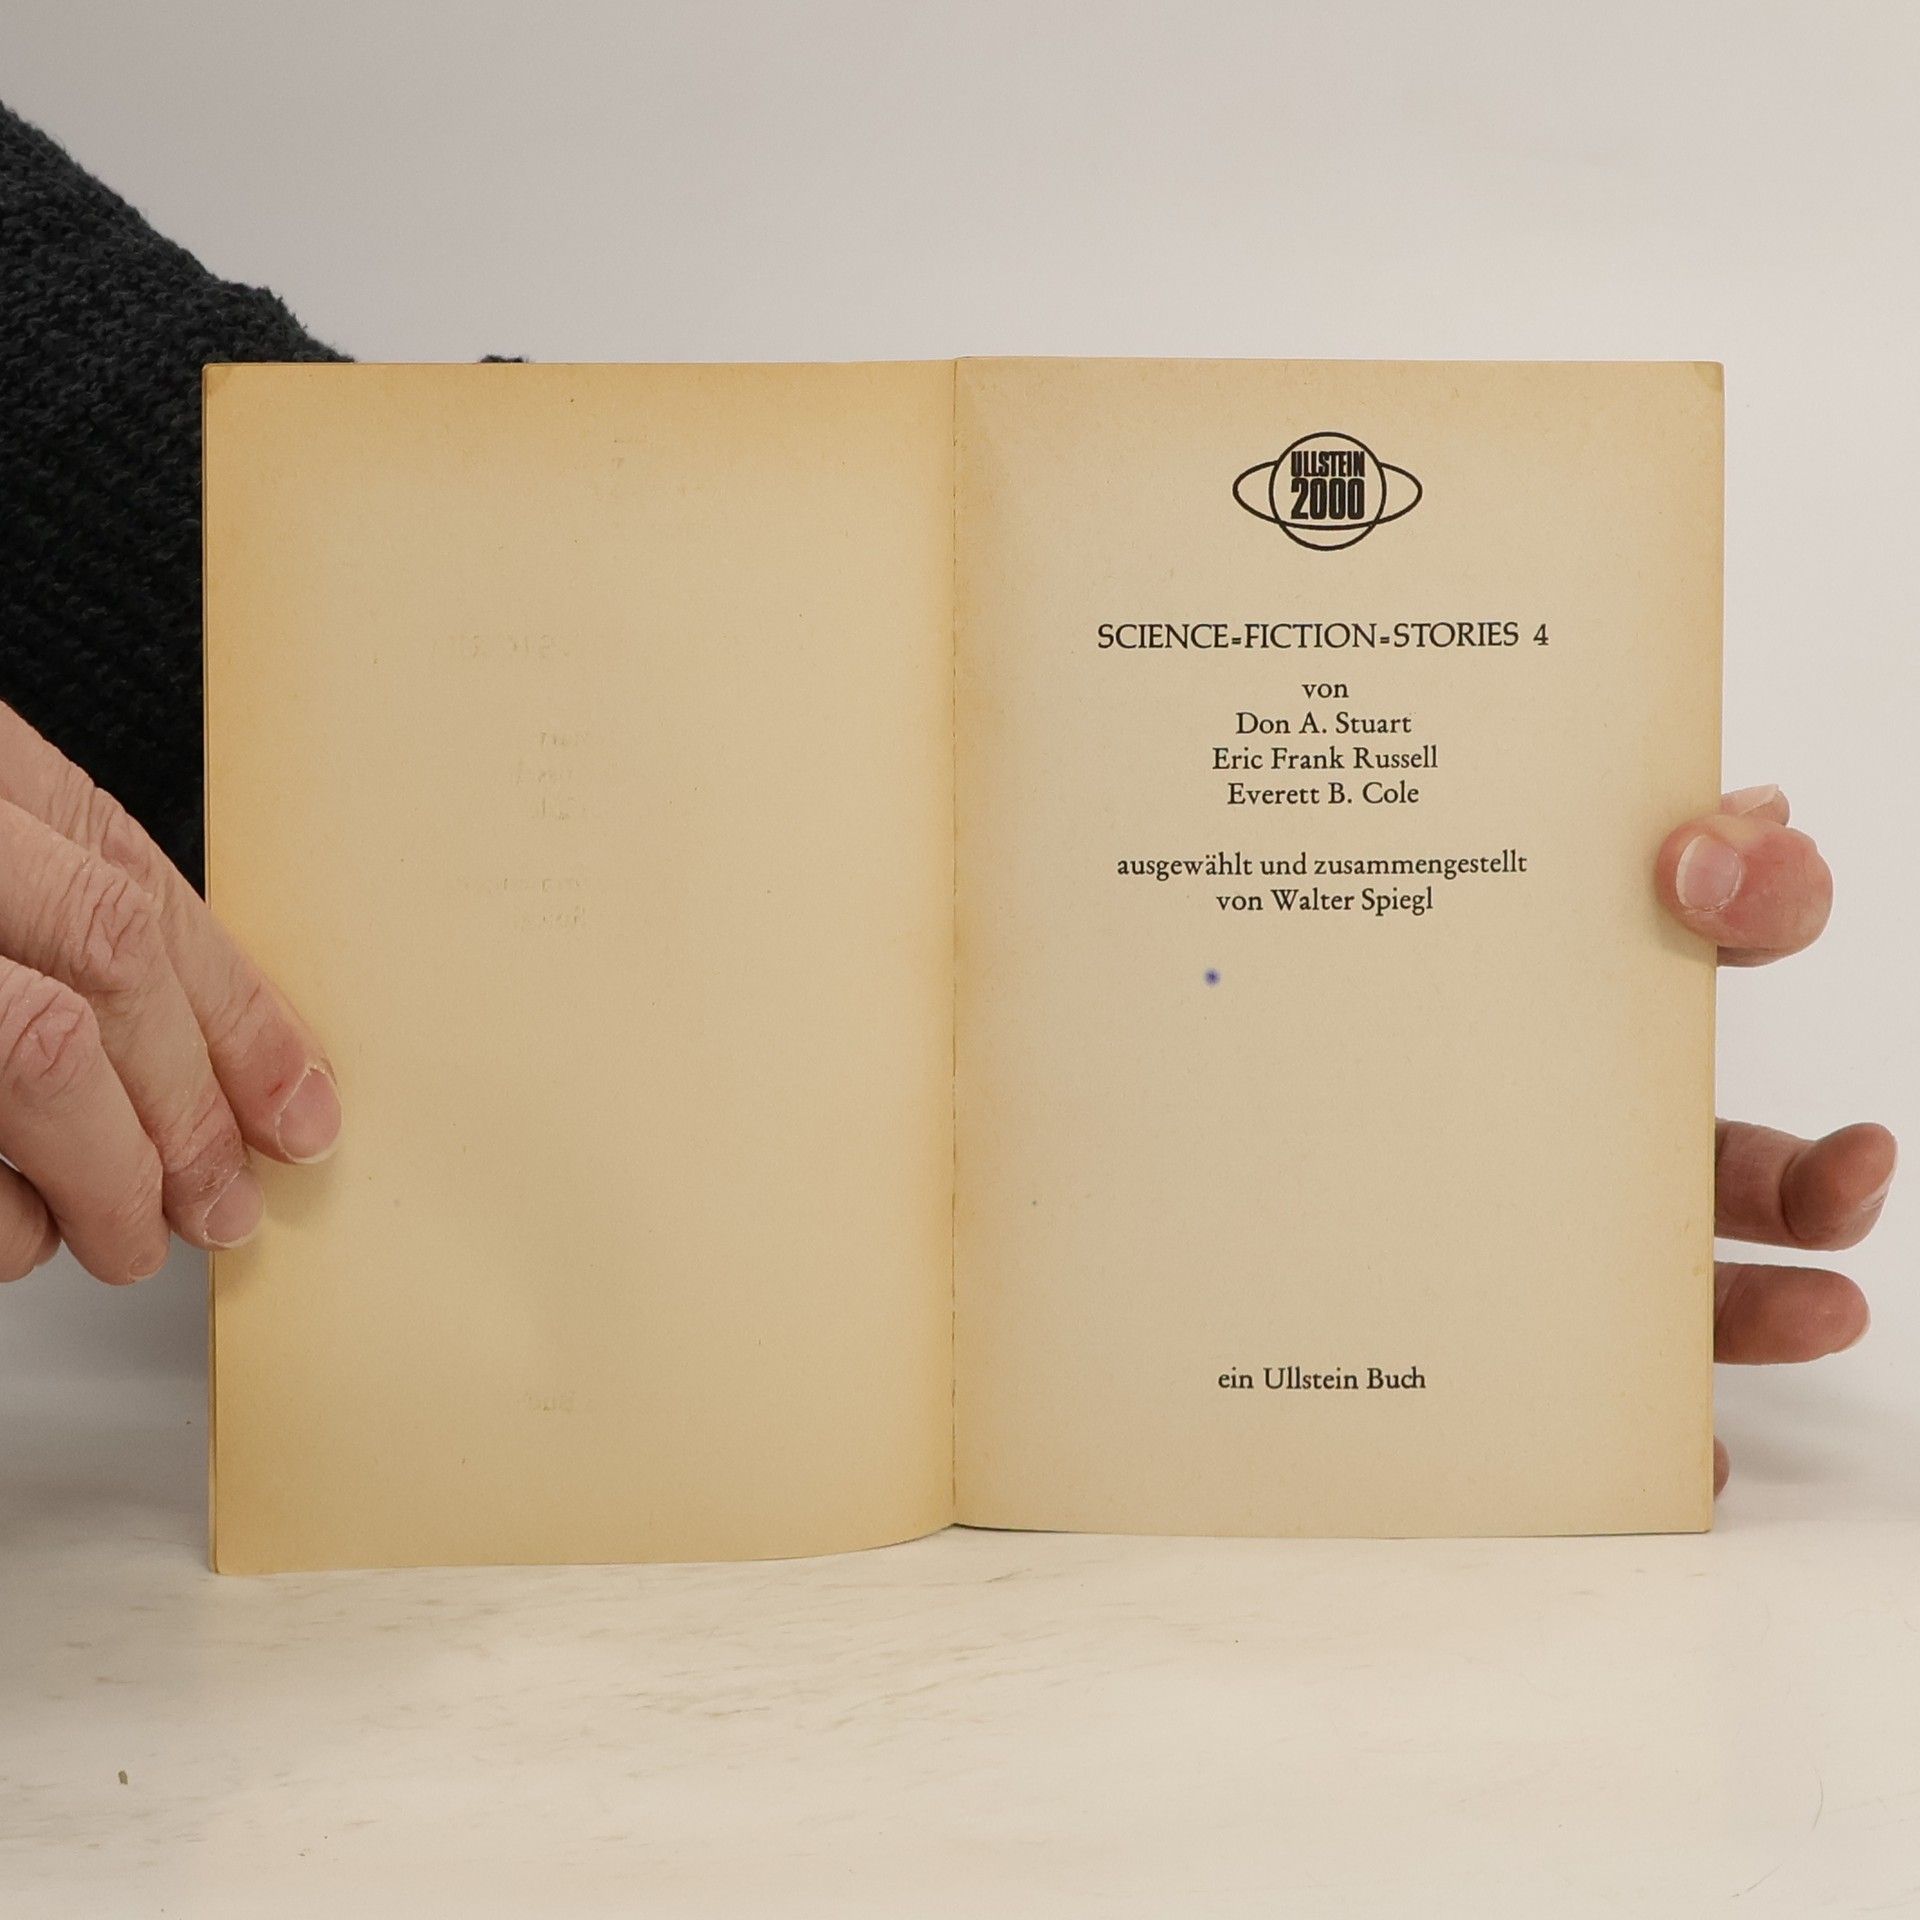 ULLSTEIN
2000
SCIENCE=FICTION=STORIES 4
von
Don A. Stuart
Eric Frank Russell
Everett B. Cole
ausgewählt und zusammengestellt
von Walter Spiegl
ein Ullstein Buch